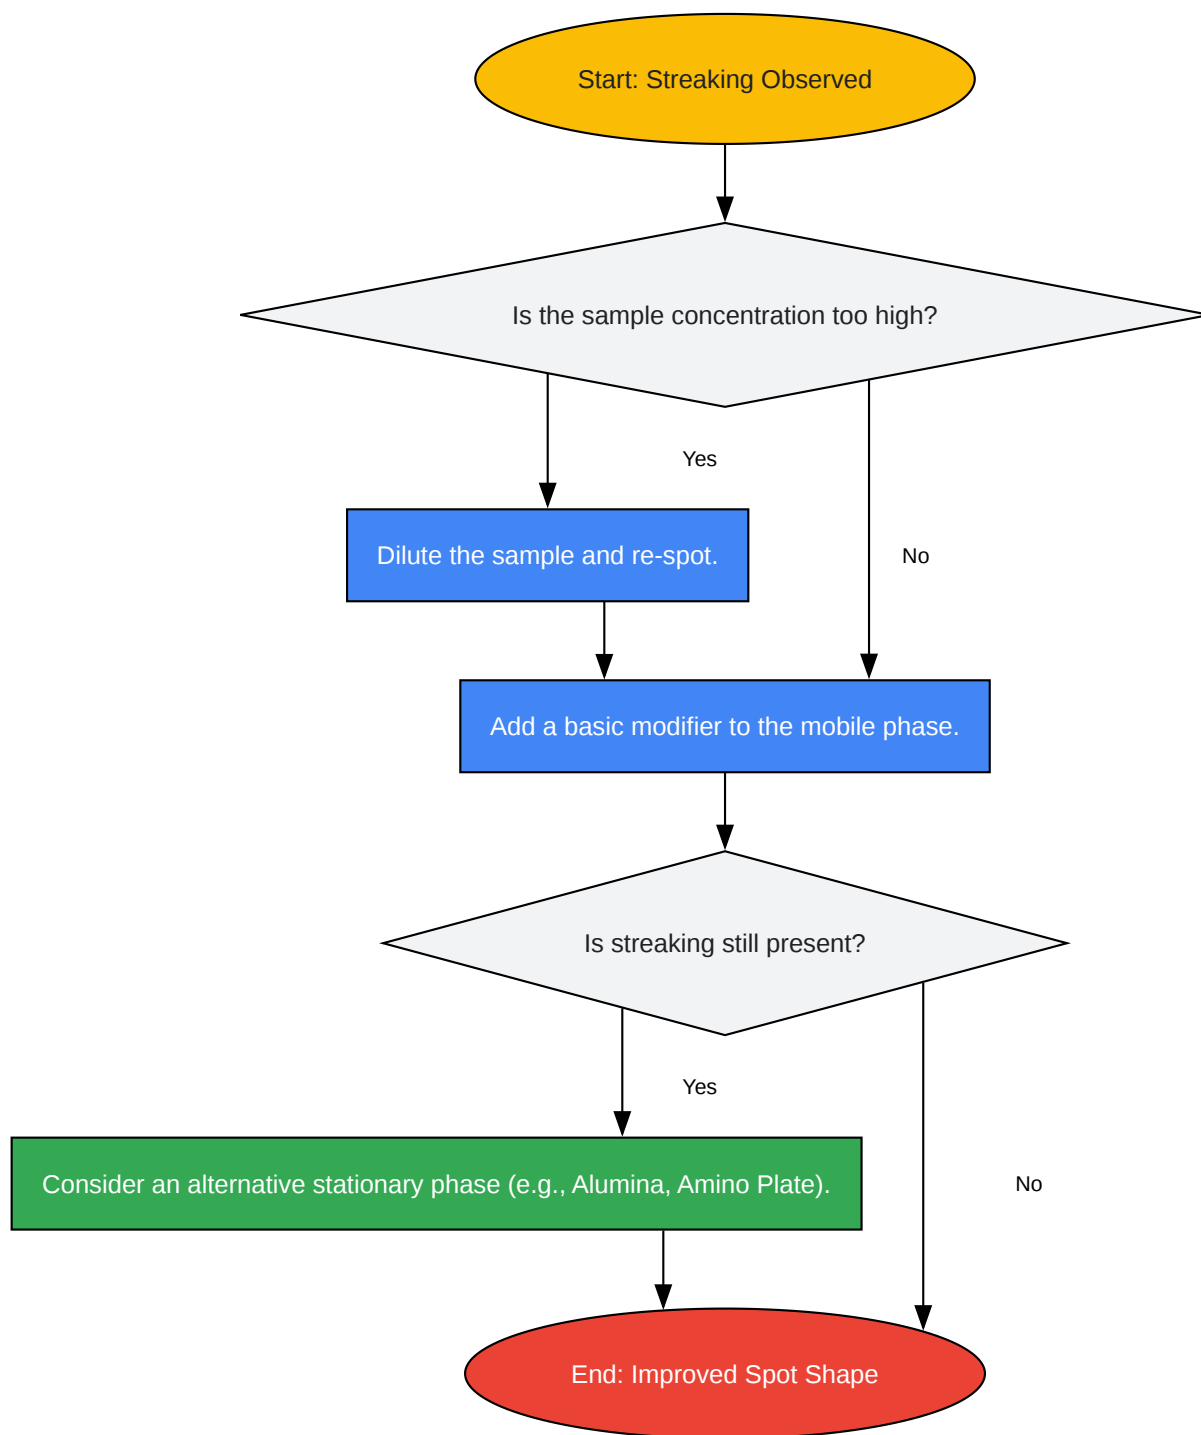 Start: Streaking Observed
Is the sample concentration too high?
Yes
Dilute the sample and re-spot.
No
Add a basic modifier to the mobile phase.
Is streaking still present?
Yes
Consider an alternative stationary phase (e.g., Alumina, Amino Plate).
No
End: Improved Spot Shape